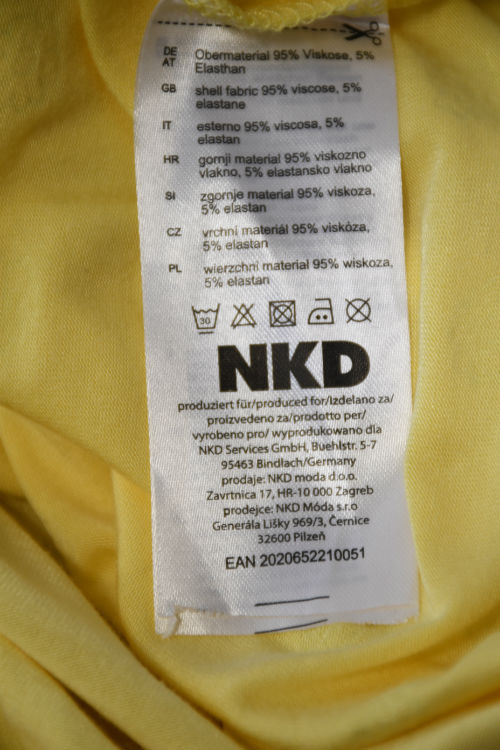 DE AT Obermaterial 95% Viskose, 5% Elasthan
GB shell fabric 95% viscose, 5% elastane
IT esterno 95% viscosa, 5% elastan
HR gornji material 95% viskozno vlakno, 5% elastansko vlakno
SI zgornje material 95% viskoza, 5% elastan
CZ vrchni materiál 95% viskóza, 5% elastan
PL wierzchni material 95% wiskoza, 5% elastan
30
NKD
produziert für/produced for/Izdelano za/
proizvedeno za/prodotto per/
vyrobeno pro/ wyprodukowano dla
NKD Services GmbH, Buehlstr. 5-7
95463 Bindlach/Germany
prodaje: NKD moda d.o.o.
Zavrtnica 17, HR-10 000 Zagreb
prodejce: NKD Móda s.r.o
Generála Lišky 969/3, Černice
32600 Pilzeň
EAN 2020652210051